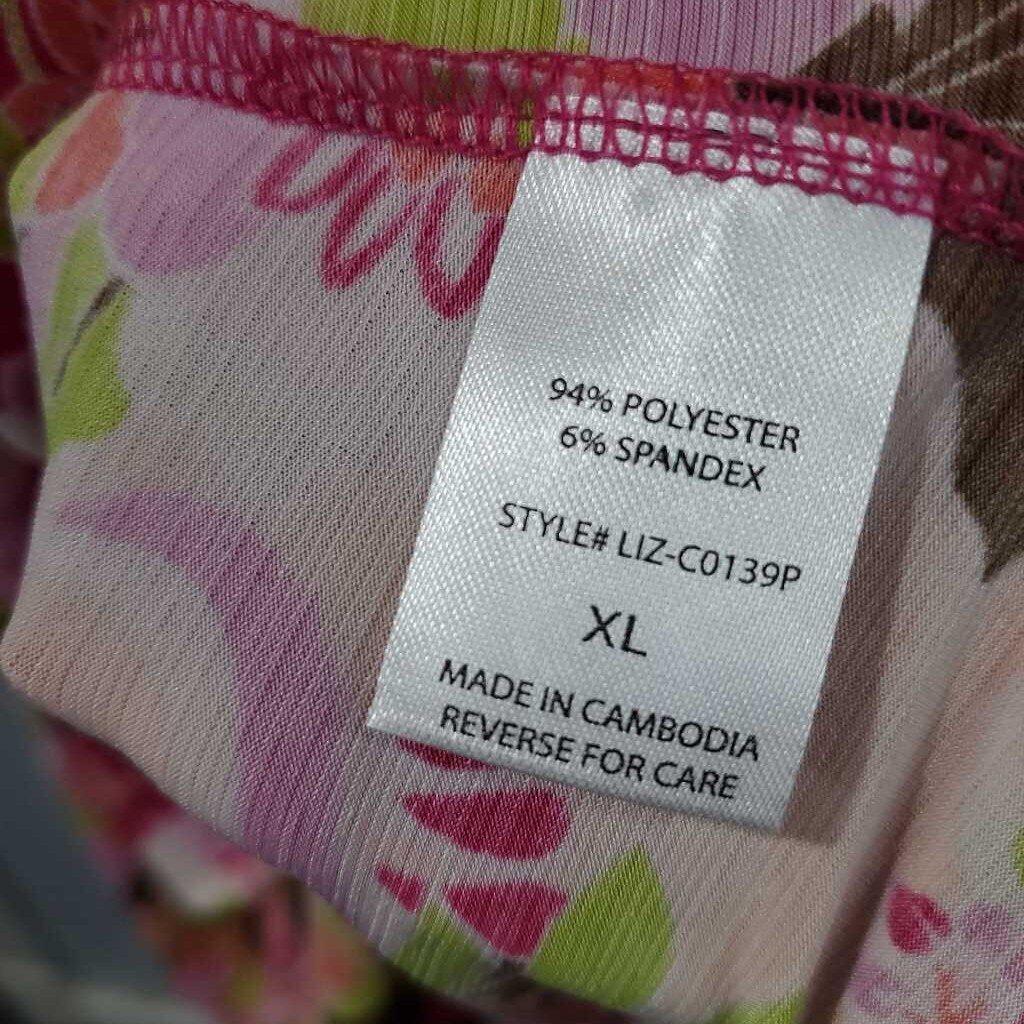 94% POLYESTER
6% SPANDEX
STYLE# LIZ-C0139P
XL
MADE IN CAMBODIA
REVERSE FOR CARE